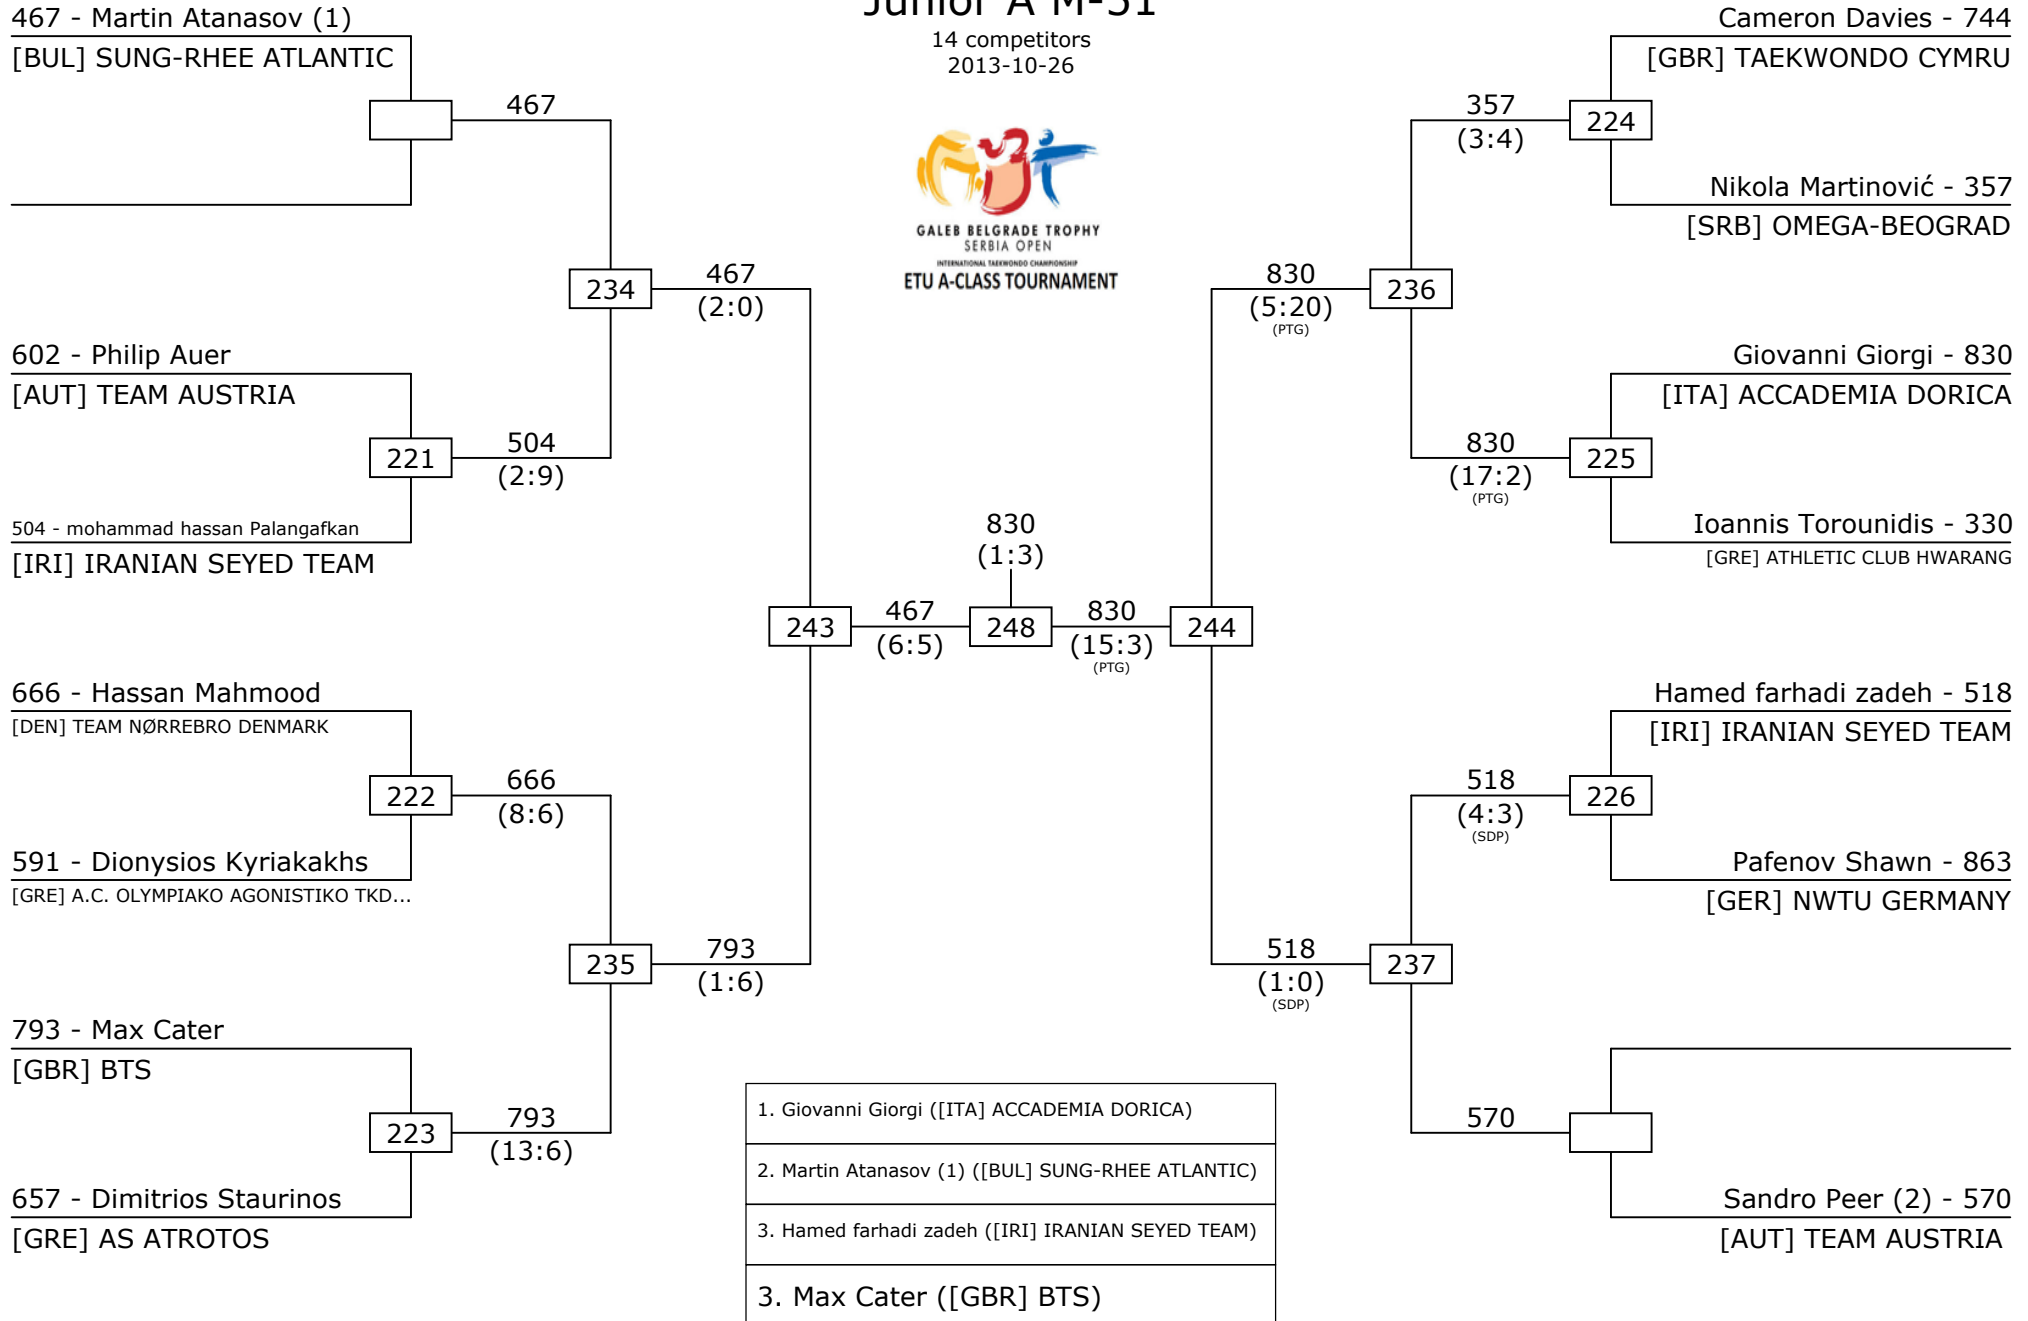 Junior A M-51
14 competitors
2013-10-26
GALEB BELGRADE TROPHY
SERBIA OPEN
INTERNATIONAL TAEKWONDO CHAMPIONSHIP
ETU A-CLASS TOURNAMENT
467 - Martin Atanasov (1)
[BUL] SUNG-RHEE ATLANTIC
467
602 - Philip Auer
[AUT] TEAM AUSTRIA
221
504
(2:9)
504 - mohammad hassan Palangafkan
[IRI] IRANIAN SEYED TEAM
234
467
(2:0)
666 - Hassan Mahmood
[DEN] TEAM NØRREBRO DENMARK
222
666
(8:6)
591 - Dionysios Kyriakakhs
[GRE] A.C. OLYMPIAKO AGONISTIKO TKD...
235
793
(1:6)
793 - Max Cater
[GBR] BTS
223
793
(13:6)
657 - Dimitrios Staurinos
[GRE] AS ATROTOS
243
467
(6:5)
830
(1:3)
248
830
(15:3)
(PTG)
244
Cameron Davies - 744
[GBR] TAEKWONDO CYMRU
357
(3:4)
224
Nikola Martinović - 357
[SRB] OMEGA-BEOGRAD
830
(5:20)
(PTG)
236
Giovanni Giorgi - 830
[ITA] ACCADEMIA DORICA
830
(17:2)
(PTG)
225
Ioannis Torounidis - 330
[GRE] ATHLETIC CLUB HWARANG
Hamed farhadi zadeh - 518
[IRI] IRANIAN SEYED TEAM
518
(4:3)
(SDP)
226
Pafenov Shawn - 863
[GER] NWTU GERMANY
518
(1:0)
(SDP)
237
570
Sandro Peer (2) - 570
[AUT] TEAM AUSTRIA
1. Giovanni Giorgi ([ITA] ACCADEMIA DORICA)
2. Martin Atanasov (1) ([BUL] SUNG-RHEE ATLANTIC)
3. Hamed farhadi zadeh ([IRI] IRANIAN SEYED TEAM)
3. Max Cater ([GBR] BTS)